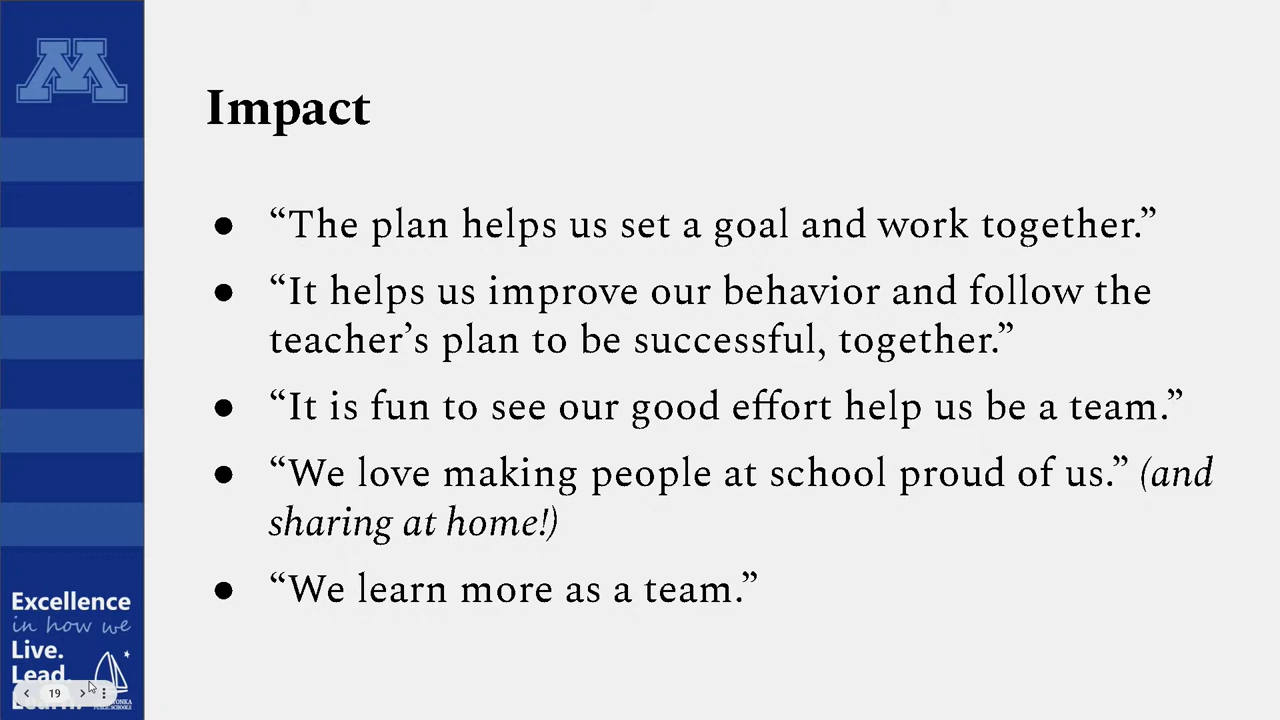 M
Impact
● “The plan helps us set a goal and work together.”
● “It helps us improve our behavior and follow the
teacher’s plan to be successful, together.”
● “It is fun to see our good effort help us be a team.”
● “We love making people at school proud of us.” (and
sharing at home!)
● “We learn more as a team.”
Excellence
in how we
Live.
Lead.
19